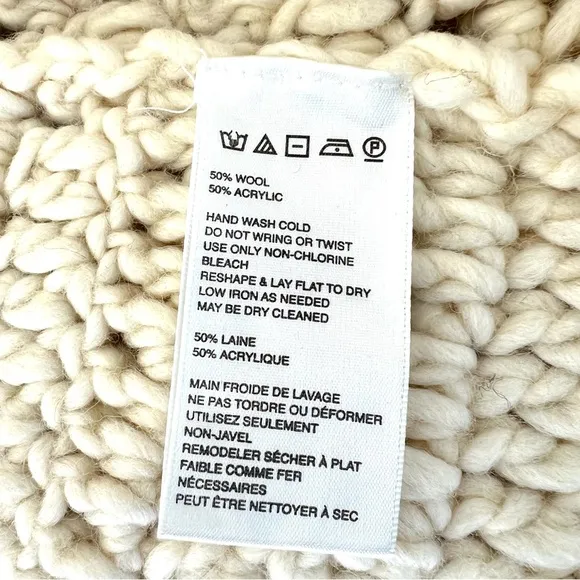 P
50% WOOL
50% ACRYLIC
HAND WASH COLD
DO NOT WRING OR TWIST
USE ONLY NON-CHLORINE
BLEACH
RESHAPE & LAY FLAT TO DRY
LOW IRON AS NEEDED
MAY BE DRY CLEANED
50% LAINE
50% ACRYLIQUE
MAIN FROIDE DE LAVAGE
NE PAS TORDRE OU DÉFORMER
UTILISEZ SEULEMENT
NON-JAVEL
REMODELER SÈCHER À PLAT
FAIBLE COMME FER
NÉCESSAIRES
PEUT ÊTRE NETTOYER À SEC